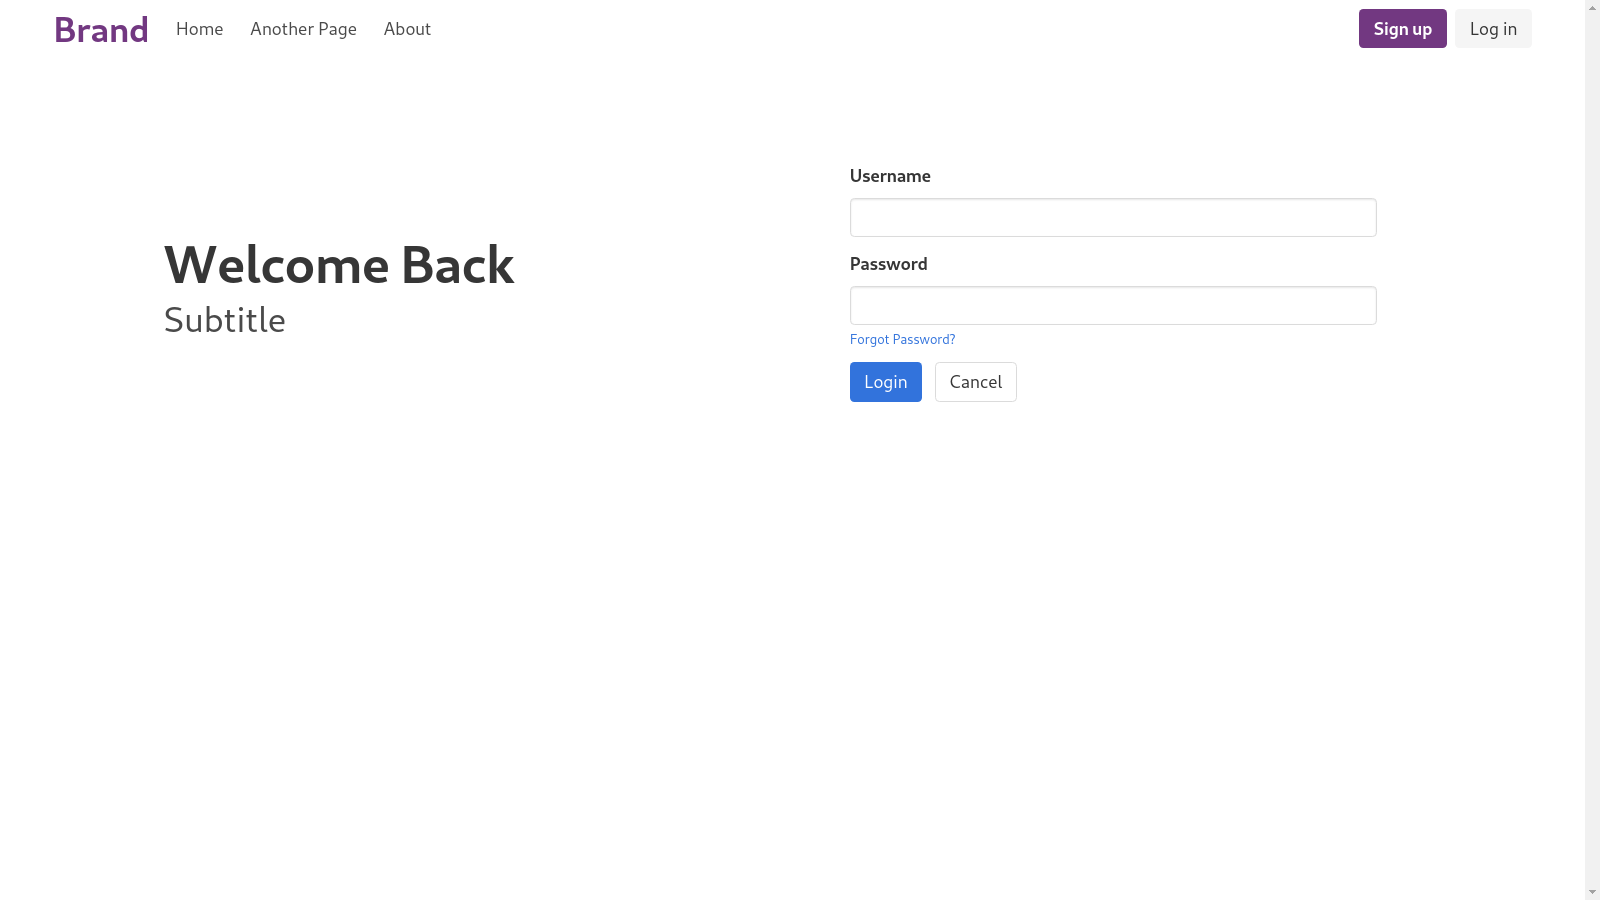 Brand Home Another Page About Sign up Log in
Username
Welcome Back
Subtitle
Password
Forgot Password?
Login Cancel